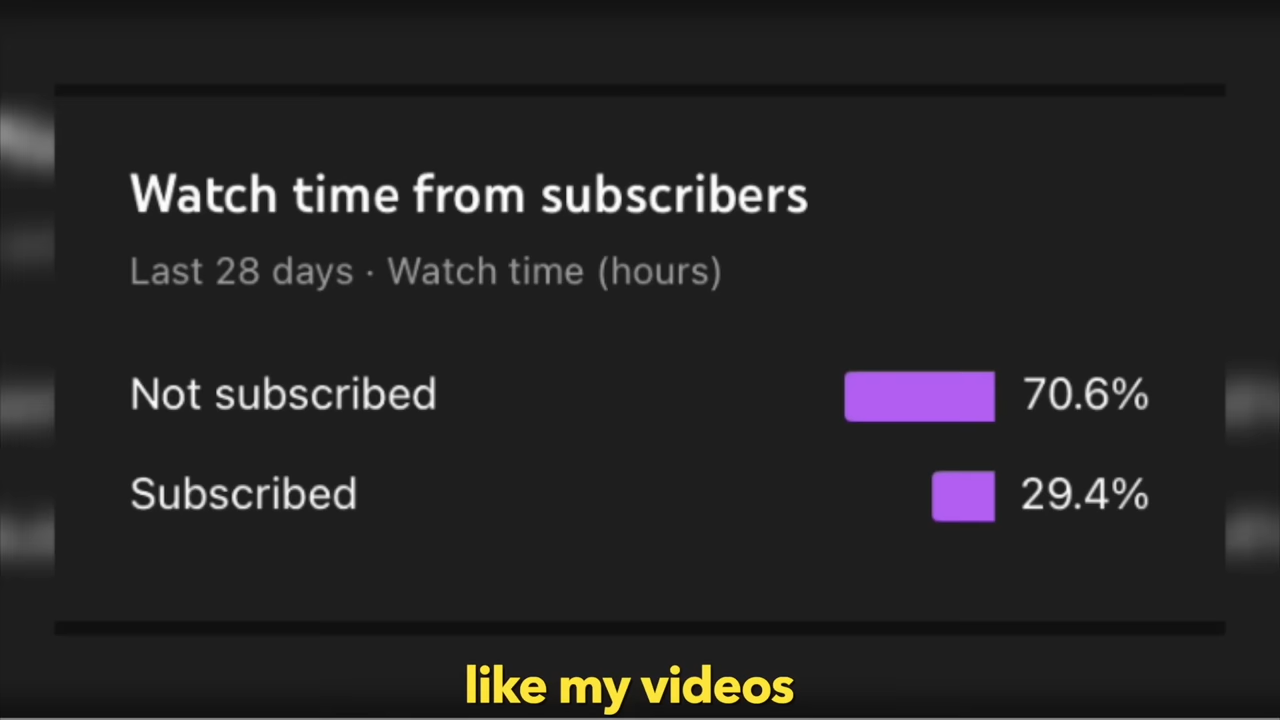 Watch time from subscribers
Last 28 days · Watch time (hours)
Not subscribed 70.6%
Subscribed 29.4%
like my videos